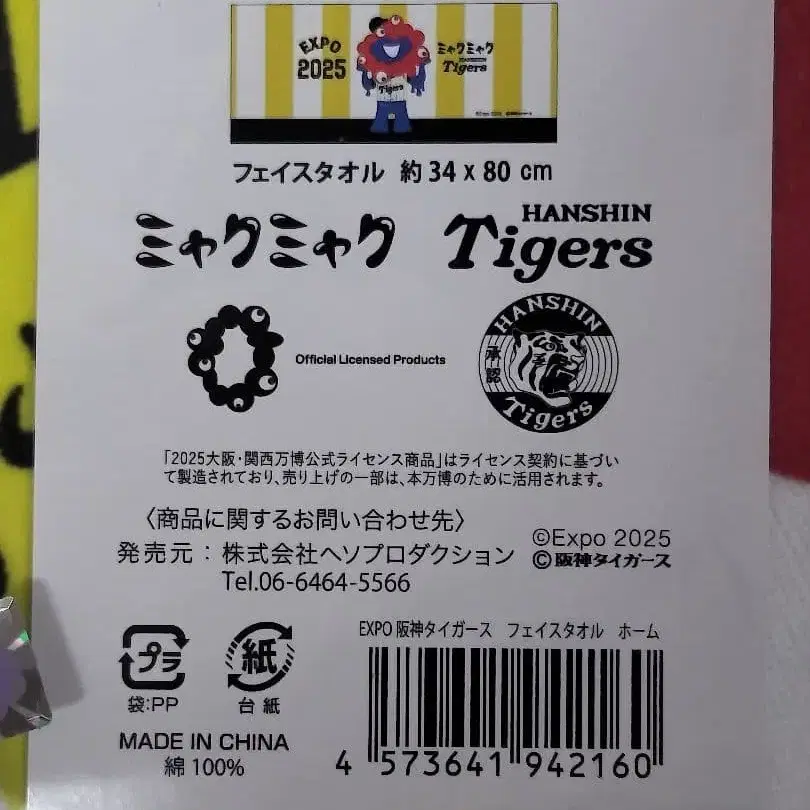 EXPO
2025
ミャクミャク
HANSHIN
Tigers
Tigers
フェイスタオル 約34 x 80 cm
ミャクミャク
HANSHIN
Tigers
Official Licensed Products
HANSHIN
承認
Tigers
「2025大阪・関西万博公式ライセンス商品」はライセンス契約に基づい
て製造されており、売り上げの一部は、本万博のために活用されます。
〈商品に関するお問い合わせ先〉
発売元：株式会社ヘソプロダクション
Tel.06-6464-5566
©Expo 2025
©阪神タイガース
プラ
袋:PP
紙
台紙
MADE IN CHINA
綿100%
EXPO 阪神タイガース フェイスタオル ホーム
4 573641 942160